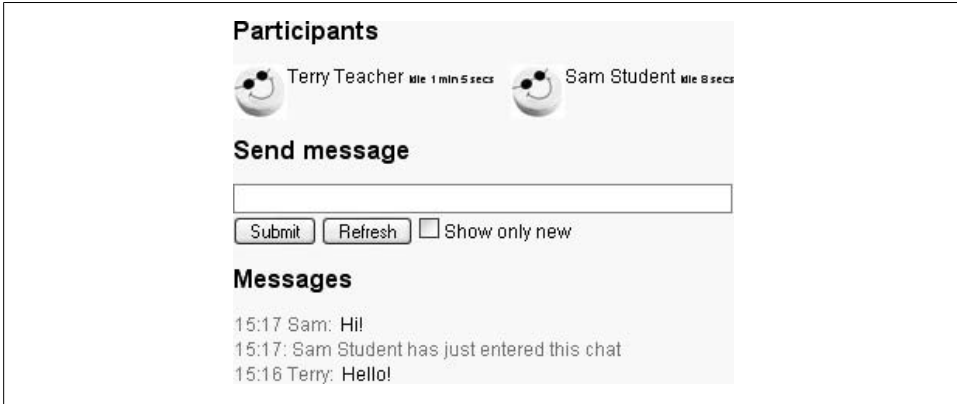 Participants
Terry Teacher Idle 1 min 5 secs Sam Student Idle 8 secs
Send message
Submit Refresh Show only new
Messages
15:17 Sam: Hi!
15:17: Sam Student has just entered this chat
15:16 Terry: Hello!